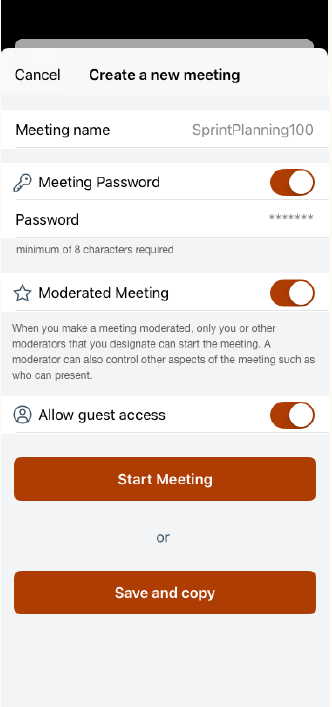 Cancel Create a new meeting
Meeting name SprintPlanning100
Meeting Password
Password *******
minimum of 8 characters required
Moderated Meeting
When you make a meeting moderated, only you or other
moderators that you designate can start the meeting. A
moderator can also control other aspects of the meeting such as
who can present.
Allow guest access
Start Meeting
or
Save and copy